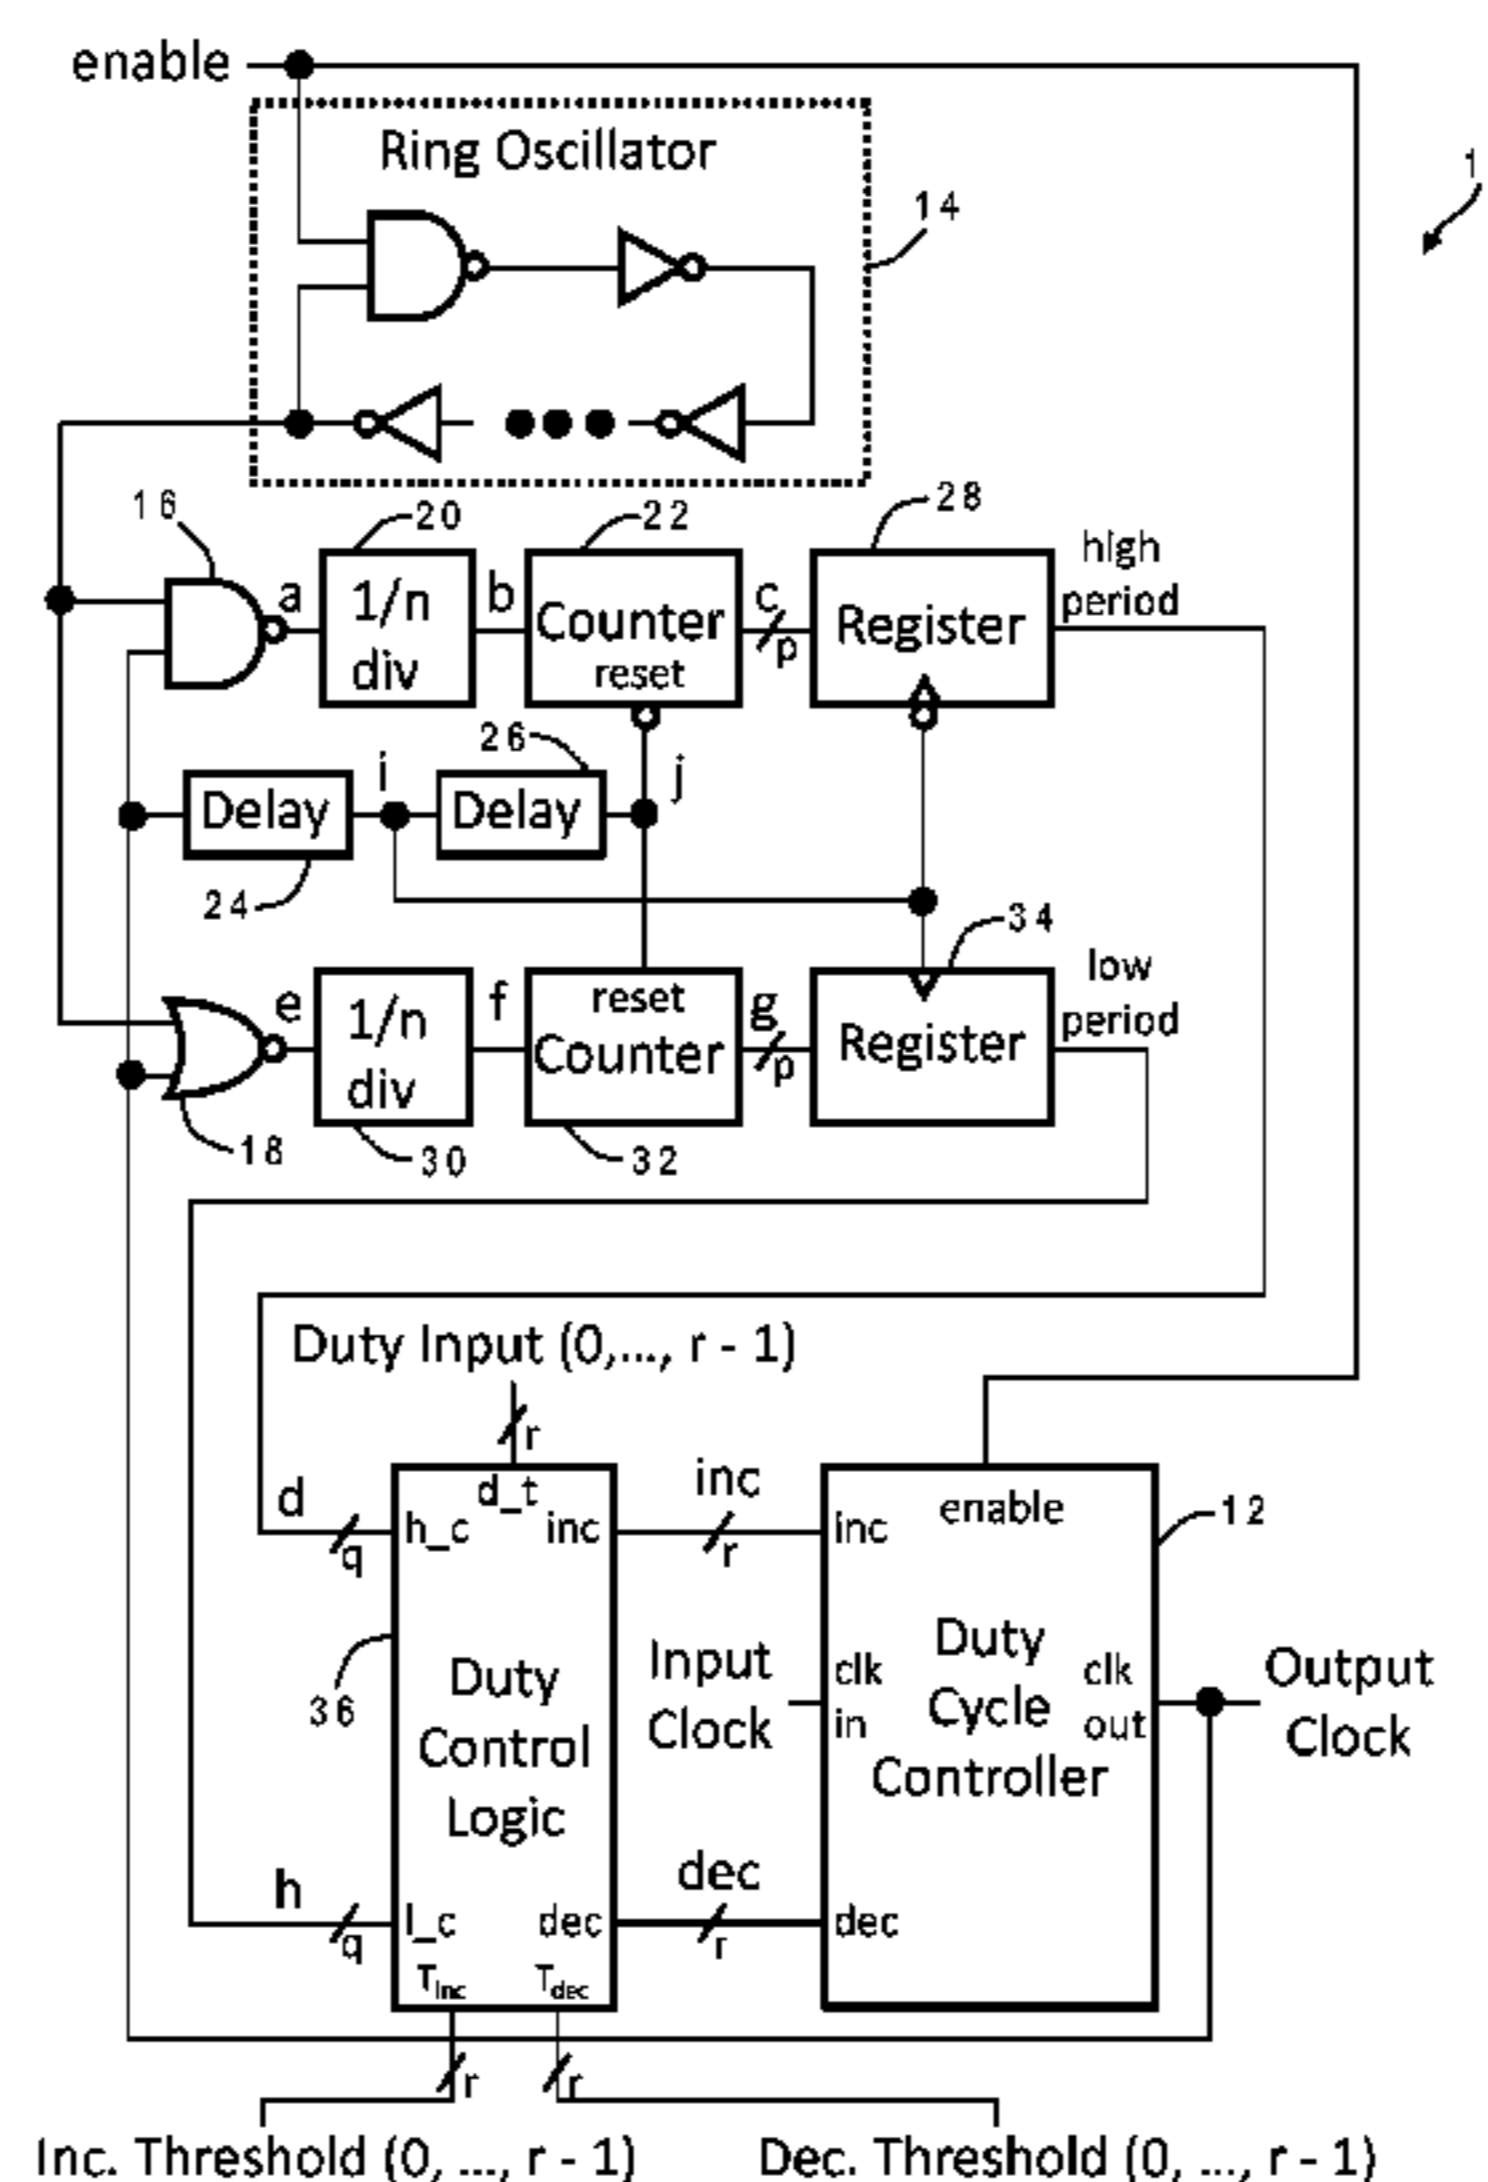 enable
Ring Oscillator
1
14
16
20
22
28
high
period
a
1/n
div
b
Counter
reset
c
p
Register
26
i
j
Delay
Delay
24
34
low
period
e
1/n
div
f
reset
Counter
g
p
Register
18
30
32
Duty Input (0,..., r - 1)
r
d
q
h_c
d_t
inc
inc
r
inc
enable
12
36
Duty
Control
Logic
Input
Clock
clk
in
Duty
Cycle
Controller
clk
out
Output
Clock
h
q
l_c
dec
dec
r
dec
Tinc
Tdec
r
r
Inc. Threshold (0, ..., r - 1)
Dec. Threshold (0, ..., r - 1)